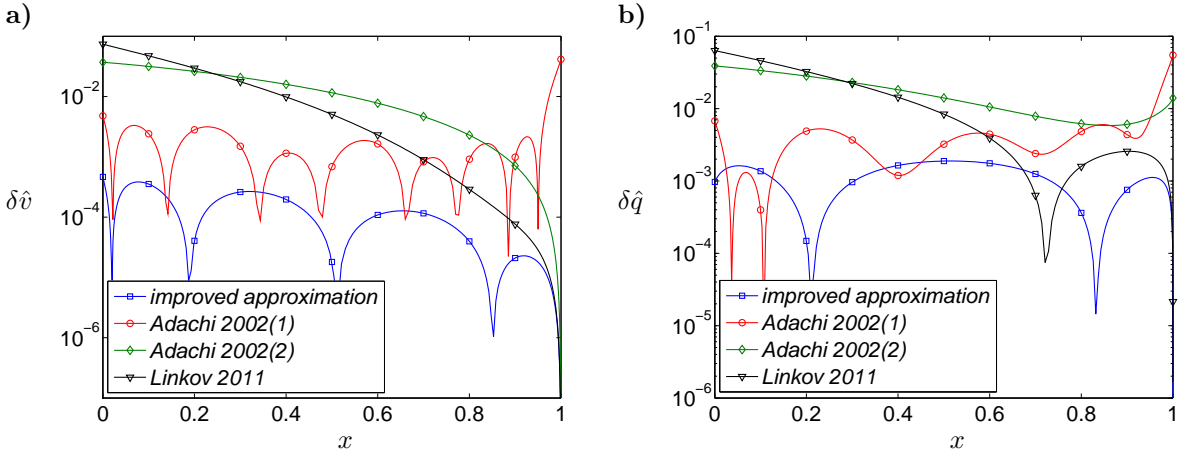 a)
10^{-2}
10^{-4}
10^{-6}
δv̂
0 0.2 0.4 0.6 0.8 1
x
improved approximation
Adachi 2002(1)
Adachi 2002(2)
Linkov 2011
b)
10^{-1}
10^{-2}
10^{-3}
10^{-4}
10^{-5}
10^{-6}
δq̂
0 0.2 0.4 0.6 0.8 1
x
improved approximation
Adachi 2002(1)
Adachi 2002(2)
Linkov 2011